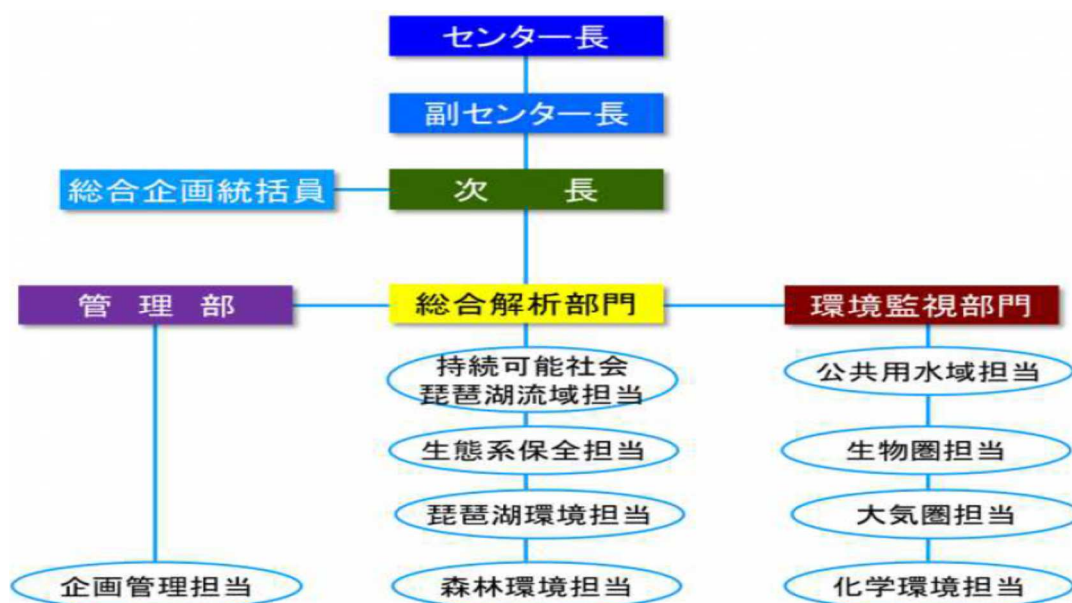 センター長
副センター長
総合企画統括員
次長
管理部
総合解析部門
環境監視部門
持続可能社会
琵琶湖流域担当
公共用水域担当
生態系保全担当
生物圏担当
琵琶湖環境担当
大気圏担当
企画管理担当
森林環境担当
化学環境担当